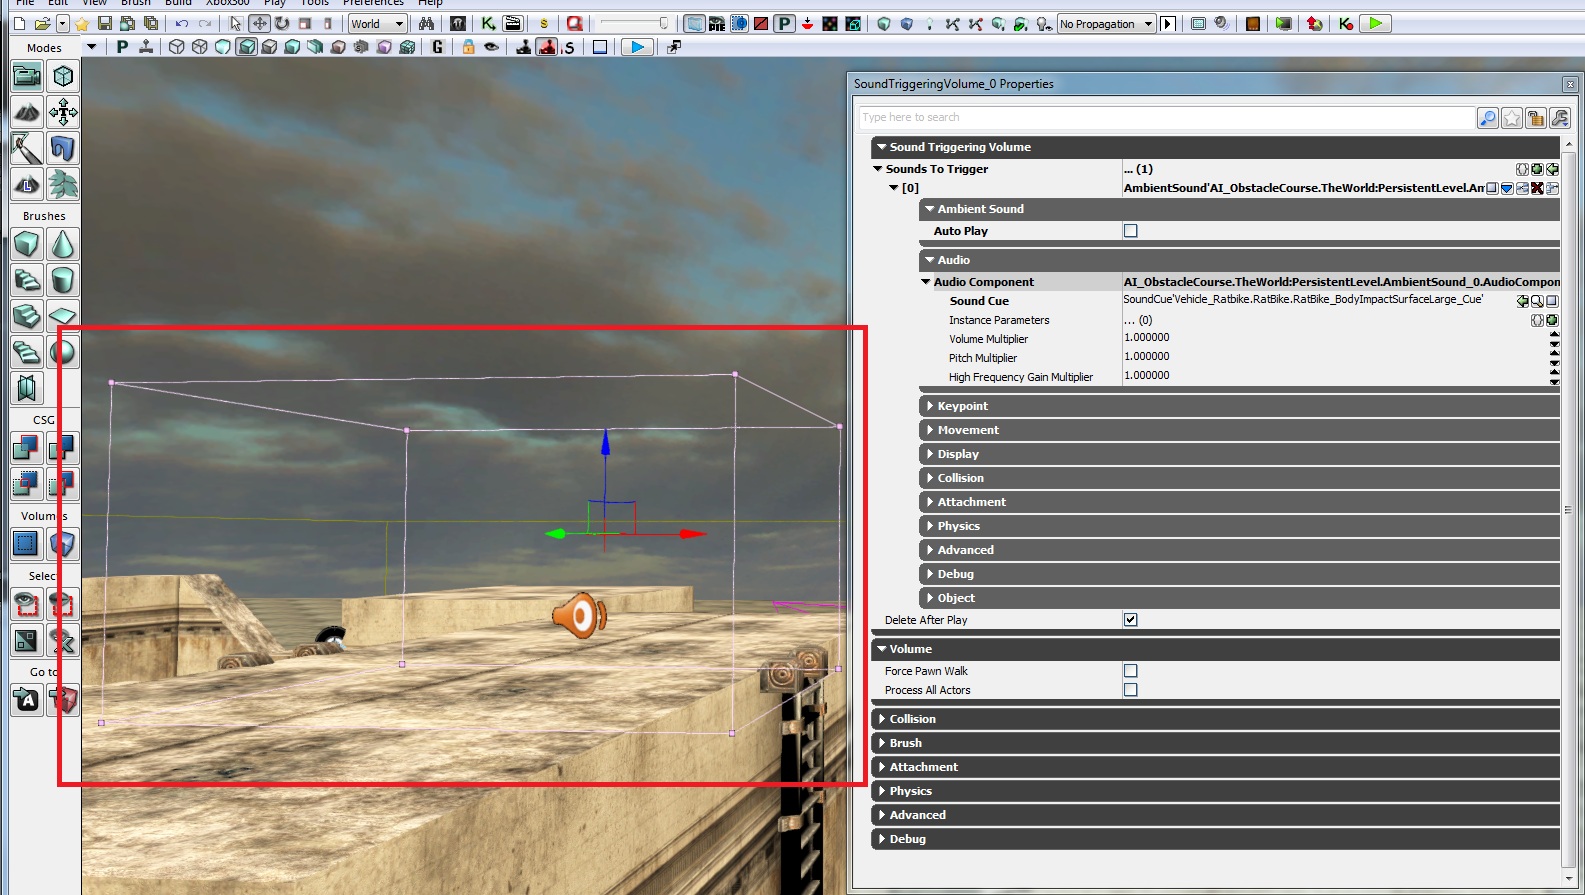 File Edit View Brush Build Xbox360 Play Tools Preferences Help
World
No Propagation
Modes
P
G
S
Brushes
CSG
Volumes
Select
Go to
SoundTriggeringVolume_0 Properties
Type here to search
Sound Triggering Volume
Sounds To Trigger ... (1)
[0] AmbientSound'AI_ObstacleCourse.TheWorld:PersistentLevel.Am
Ambient Sound
Auto Play
Audio
Audio Component AI_ObstacleCourse.TheWorld:PersistentLevel.AmbientSound_0.AudioCompon
Sound Cue SoundCue'Vehicle_Ratbike.RatBike.RatBike_BodyImpactSurfaceLarge_Cue'
Instance Parameters ... (0)
Volume Multiplier 1.000000
Pitch Multiplier 1.000000
High Frequency Gain Multiplier 1.000000
Keypoint
Movement
Display
Collision
Attachment
Physics
Advanced
Debug
Object
Delete After Play
Volume
Force Pawn Walk
Process All Actors
Collision
Brush
Attachment
Physics
Advanced
Debug